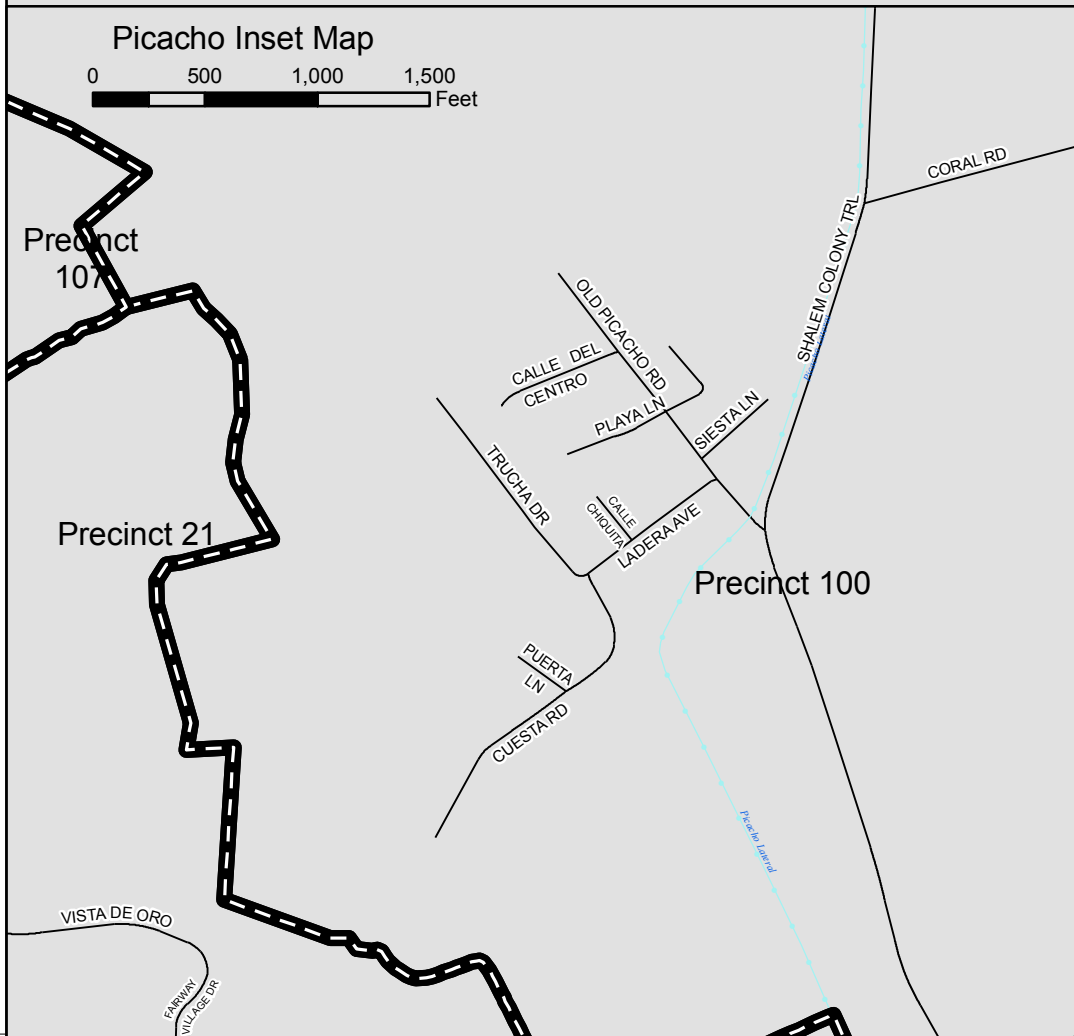 Picacho Inset Map
0 500 1,000 1,500
Feet
CORAL RD
Precinct
107
SHALEM COLONY TRL
Picacho Lateral
OLD PICACHO RD
CALLE DEL
CENTRO
PLAYA LN
SIESTA LN
TRUCHA DR
CALLE
CHIQUITA
LADERA AVE
Precinct 21
Precinct 100
PUERTA
LN
CUESTA RD
Picacho Lateral
VISTA DE ORO
FAIRWAY
VILLAGE DR